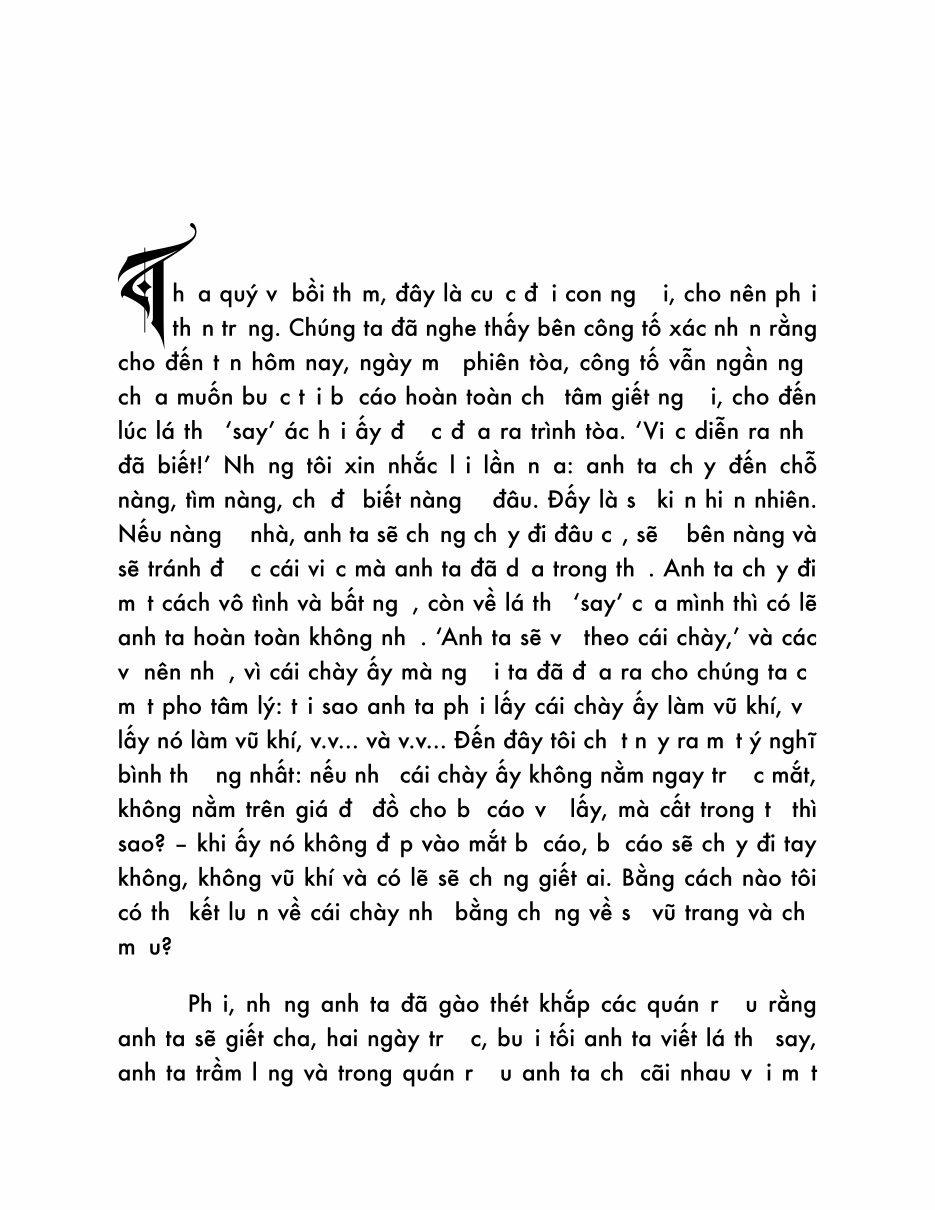 Th a quý v bồi th m, đây là cu c đ i con ng i, cho nên ph i
th n tr ng. Chúng ta đã nghe thấy bên công tố xác nh n rằng
cho đến t n hôm nay, ngày m phiên tòa, công tố vẫn ngần ng
ch a muốn bu c t i b cáo hoàn toàn ch tâm giết ng i, cho đến
lúc lá th ‘say’ ác h i ấy đ c đ a ra trình tòa. ‘Vi c diễn ra nh
đã biết!’ Nh ng tôi xin nhắc l i lần n a: anh ta ch y đến chỗ
nàng, tìm nàng, ch đ biết nàng đâu. Đấy là s ki n hi n nhiên.
Nếu nàng nhà, anh ta sẽ ch ng ch y đi đâu c , sẽ bên nàng và
sẽ tránh đ c cái vi c mà anh ta đã d a trong th . Anh ta ch y đi
m t cách vô tình và bất ng , còn về lá th ‘say’ c a mình thì có lẽ
anh ta hoàn toàn không nh . ‘Anh ta sẽ v theo cái chày,’ và các
v nên nh , vì cái chày ấy mà ng i ta đã đ a ra cho chúng ta c
m t pho tâm lý: t i sao anh ta ph i lấy cái chày ấy làm vũ khí, v
lấy nó làm vũ khí, v.v... và v.v... Đến đây tôi ch t n y ra m t ý nghĩ
bình th ng nhất: nếu nh cái chày ấy không nằm ngay tr c mắt,
không nằm trên giá đ đồ cho b cáo v lấy, mà cất trong t thì
sao? – khi ấy nó không đ p vào mắt b cáo, b cáo sẽ ch y đi tay
không, không vũ khí và có lẽ sẽ ch ng giết ai. Bằng cách nào tôi
có th kết lu n về cái chày nh bằng ch ng về s vũ trang và ch
m u?
Ph i, nh ng anh ta đã gào thét khắp các quán r u rằng
anh ta sẽ giết cha, hai ngày tr c, bu i tối anh ta viết lá th say,
anh ta trầm l ng và trong quán r u anh ta ch cãi nhau v i m t